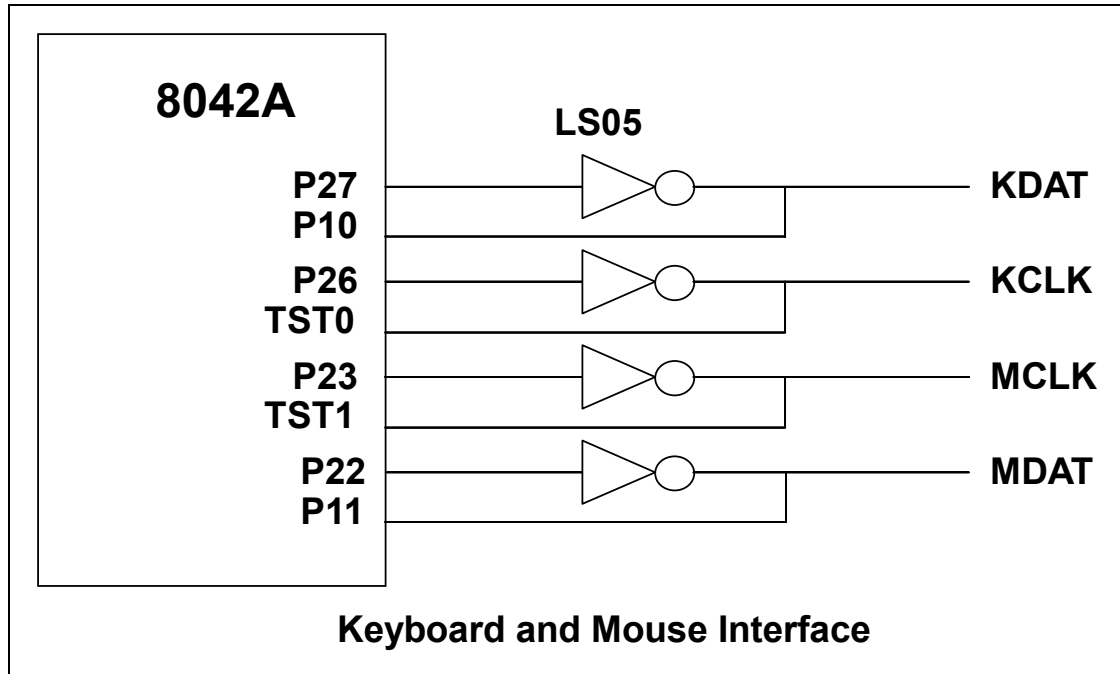 8042A
LS05
P27
KDAT
P10
P26
KCLK
TST0
P23
MCLK
TST1
P22
MDAT
P11
Keyboard and Mouse Interface